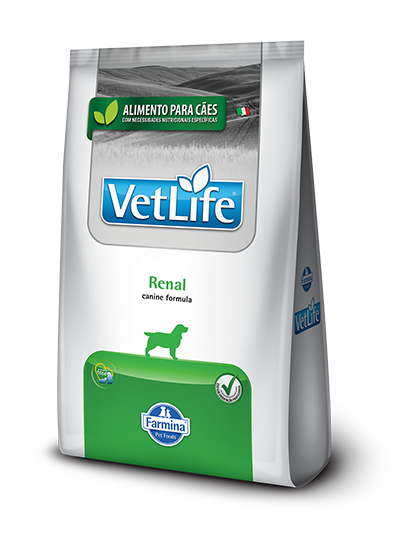 ALIMENTO PARA CÃES
COM NECESSIDADES NUTRICIONAIS ESPECÍFICAS
VetLife
Renal
canine formula
Farmina
Pet Foods
VetLife